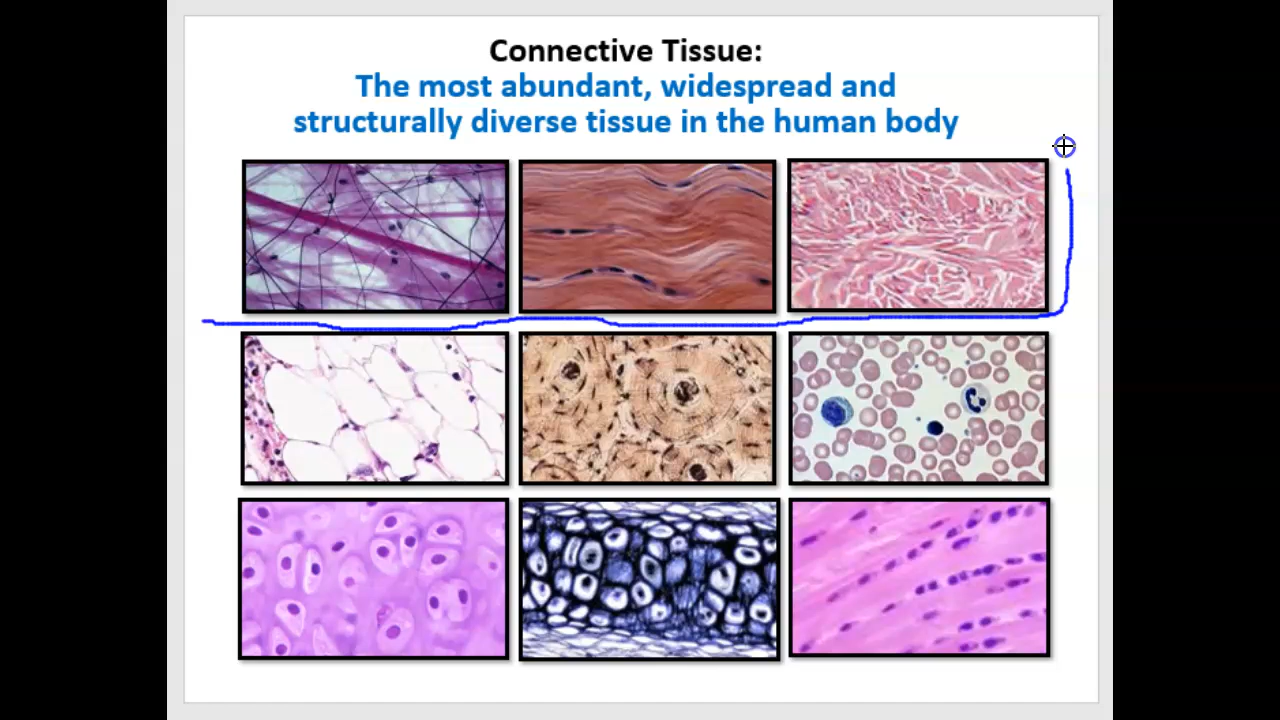 Connective Tissue:
The most abundant, widespread and
structurally diverse tissue in the human body